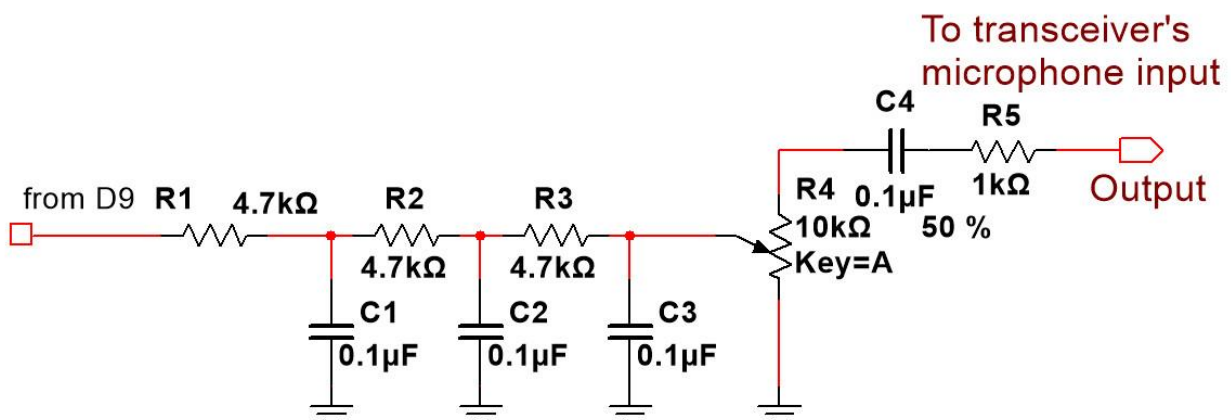 To transceiver's
microphone input
C4
R5
from D9
R1
4.7kΩ
R2
R3
R4
0.1µF
1kΩ
Output
10kΩ
50 %
4.7kΩ
4.7kΩ
Key=A
C1
C2
C3
0.1µF
0.1µF
0.1µF